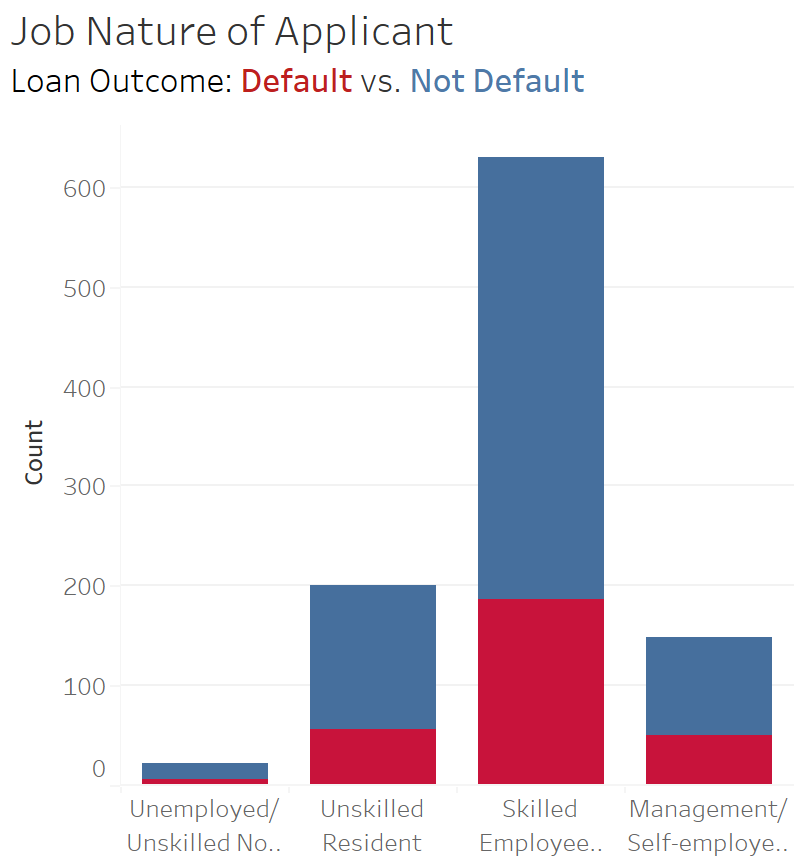 Job Nature of Applicant
Loan Outcome: Default vs. Not Default
600
500
400
300
200
100
0
Count
Unemployed/
Unskilled No..
Unskilled
Resident
Skilled
Employee..
Management/
Self-employe..